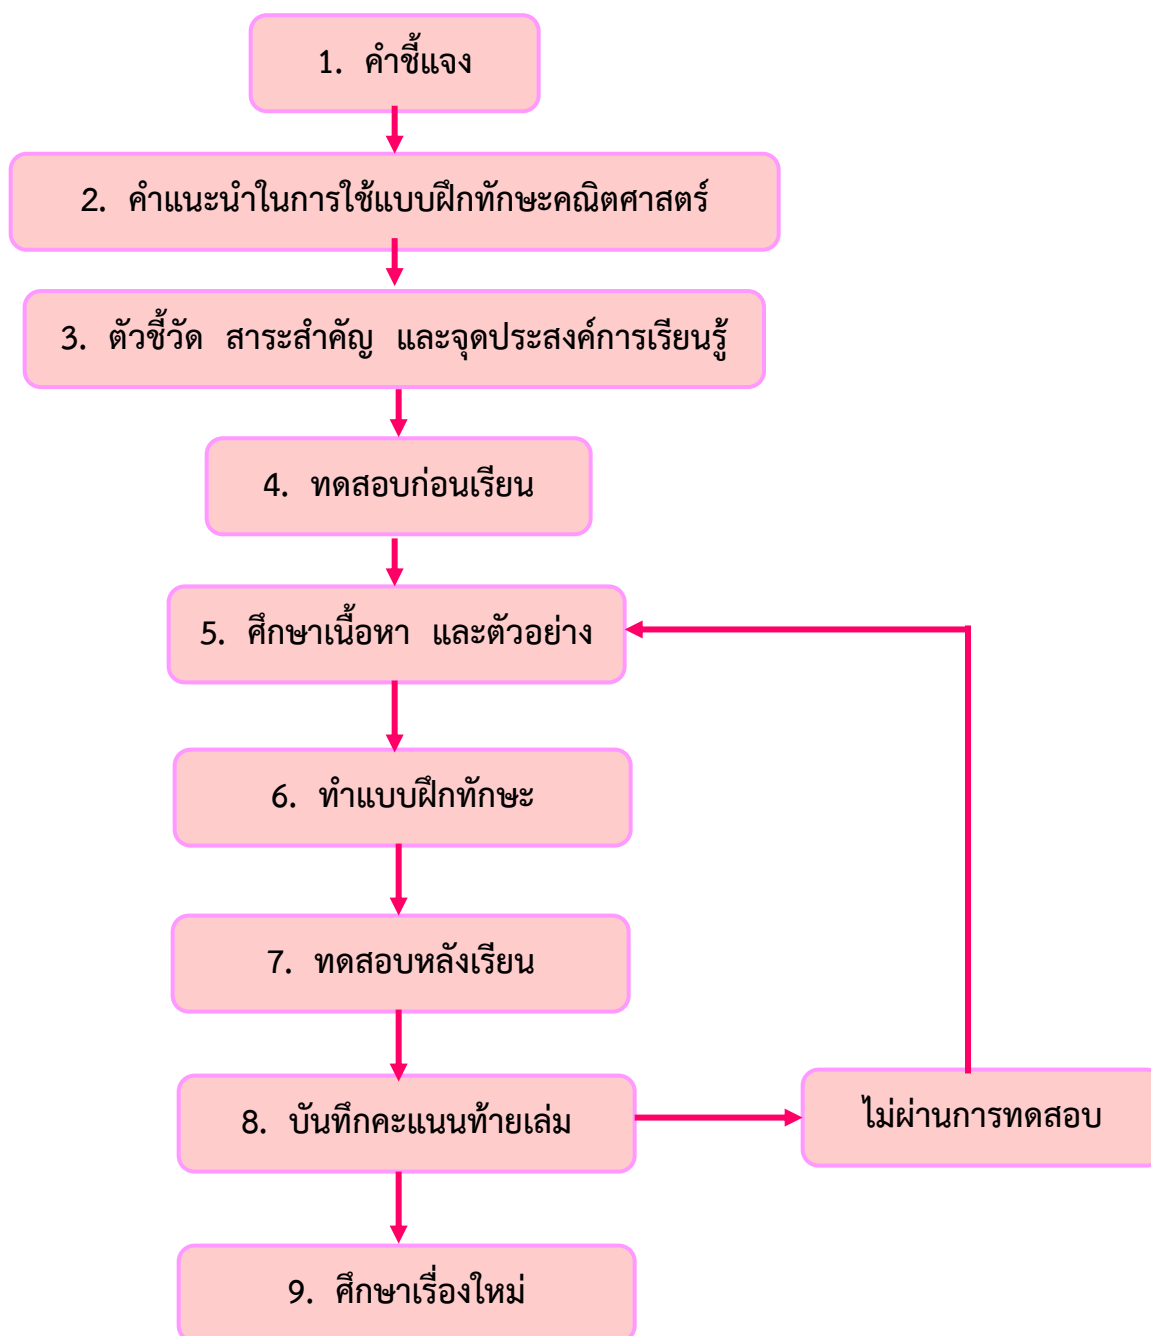 1. คำชี้แจง
2. คำแนะนำในการใช้แบบฝึกทักษะคณิตศาสตร์
3. ตัวชี้วัด สาระสำคัญ และจุดประสงค์การเรียนรู้
4. ทดสอบก่อนเรียน
5. ศึกษาเนื้อหา และตัวอย่าง
6. ทำแบบฝึกทักษะ
7. ทดสอบหลังเรียน
8. บันทึกคะแนนท้ายเล่ม
ไม่ผ่านการทดสอบ
9. ศึกษาเรื่องใหม่